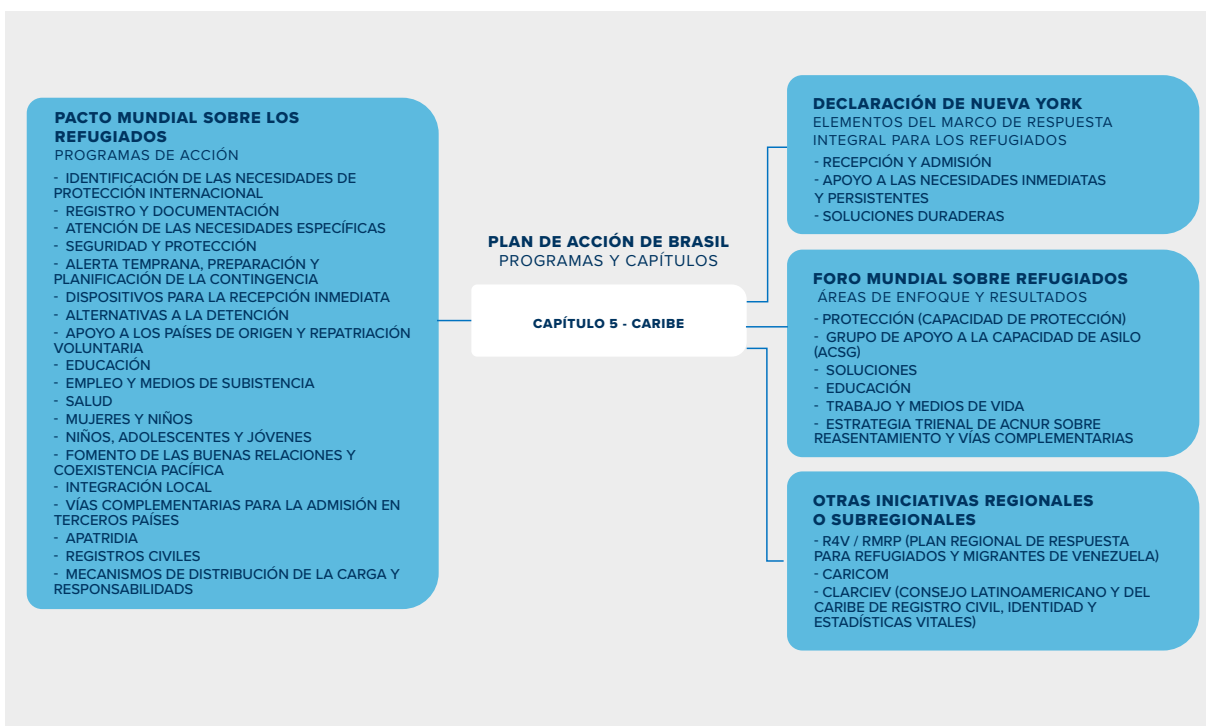 PACTO MUNDIAL SOBRE LOS
REFUGIADOS
PROGRAMAS DE ACCIÓN
- IDENTIFICACIÓN DE LAS NECESIDADES DE
PROTECCIÓN INTERNACIONAL
- REGISTRO Y DOCUMENTACIÓN
- ATENCIÓN DE LAS NECESIDADES ESPECÍFICAS
- SEGURIDAD Y PROTECCIÓN
- ALERTA TEMPRANA, PREPARACIÓN Y
PLANIFICACIÓN DE LA CONTINGENCIA
- DISPOSITIVOS PARA LA RECEPCIÓN INMEDIATA
- ALTERNATIVAS A LA DETENCIÓN
- APOYO A LOS PAÍSES DE ORIGEN Y REPATRIACIÓN
VOLUNTARIA
- EDUCACIÓN
- EMPLEO Y MEDIOS DE SUBSISTENCIA
- SALUD
- MUJERES Y NIÑOS
- NIÑOS, ADOLESCENTES Y JÓVENES
- FOMENTO DE LAS BUENAS RELACIONES Y
COEXISTENCIA PACÍFICA
- INTEGRACIÓN LOCAL
- VÍAS COMPLEMENTARIAS PARA LA ADMISIÓN EN
TERCEROS PAÍSES
- APATRIDIA
- REGISTROS CIVILES
- MECANISMOS DE DISTRIBUCIÓN DE LA CARGA Y
RESPONSABILIDADS
PLAN DE ACCIÓN DE BRASIL
PROGRAMAS Y CAPÍTULOS
CAPÍTULO 5 - CARIBE
DECLARACIÓN DE NUEVA YORK
ELEMENTOS DEL MARCO DE RESPUESTA
INTEGRAL PARA LOS REFUGIADOS
- RECEPCIÓN Y ADMISIÓN
- APOYO A LAS NECESIDADES INMEDIATAS
Y PERSISTENTES
- SOLUCIONES DURADERAS
FORO MUNDIAL SOBRE REFUGIADOS
ÁREAS DE ENFOQUE Y RESULTADOS
- PROTECCIÓN (CAPACIDAD DE PROTECCIÓN)
- GRUPO DE APOYO A LA CAPACIDAD DE ASILO
(ACSG)
- SOLUCIONES
- EDUCACIÓN
- TRABAJO Y MEDIOS DE VIDA
- ESTRATEGIA TRIENAL DE ACNUR SOBRE
REASENTAMIENTO Y VÍAS COMPLEMENTARIAS
OTRAS INICIATIVAS REGIONALES
O SUBREGIONALES
- R4V / RMRP (PLAN REGIONAL DE RESPUESTA
PARA REFUGIADOS Y MIGRANTES DE VENEZUELA)
- CARICOM
- CLARCIEV (CONSEJO LATINOAMERICANO Y DEL
CARIBE DE REGISTRO CIVIL, IDENTIDAD Y
ESTADÍSTICAS VITALES)